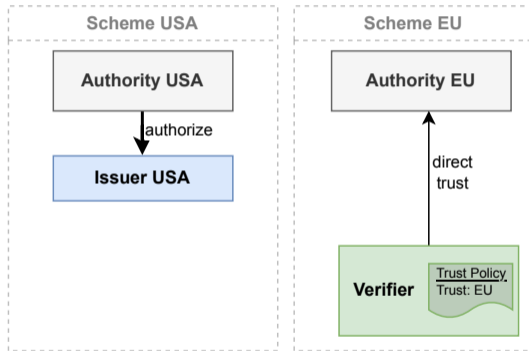 Scheme USA
Authority USA
authorize
Issuer USA
Scheme EU
Authority EU
direct
trust
Verifier
Trust Policy
Trust: EU